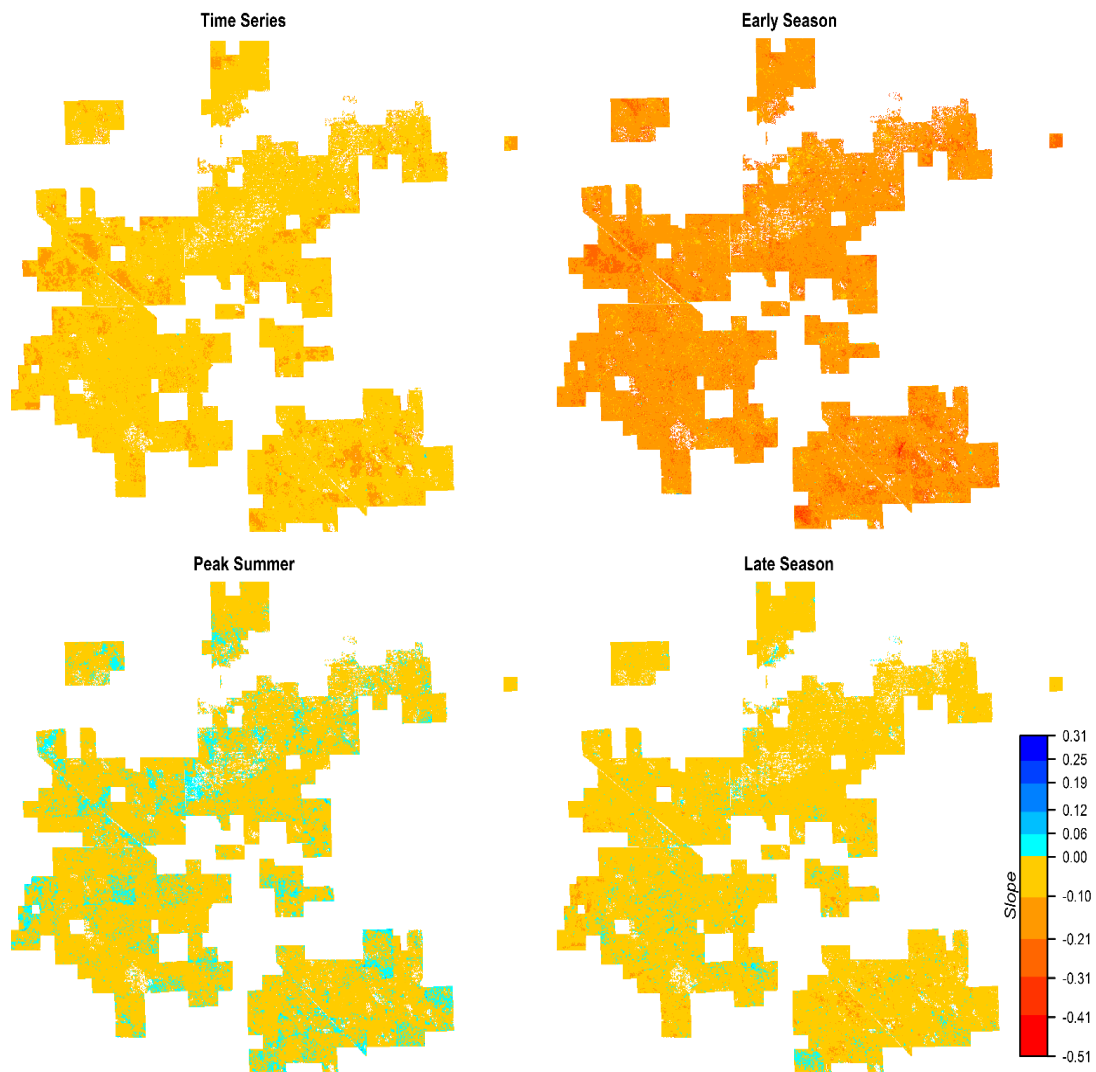 Time Series
Early Season
Peak Summer
Late Season
Slope
0.31
0.25
0.19
0.12
0.06
0.00
-0.10
-0.21
-0.31
-0.41
-0.51